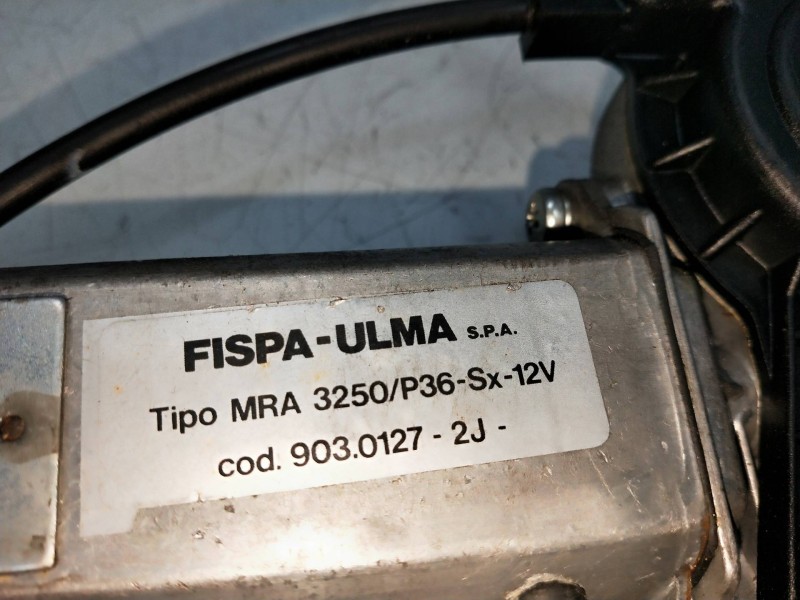 FISPA-ULMA S.P.A.
Tipo MRA 3250/P36-Sx-12V
cod. 903.0127 - 2J -